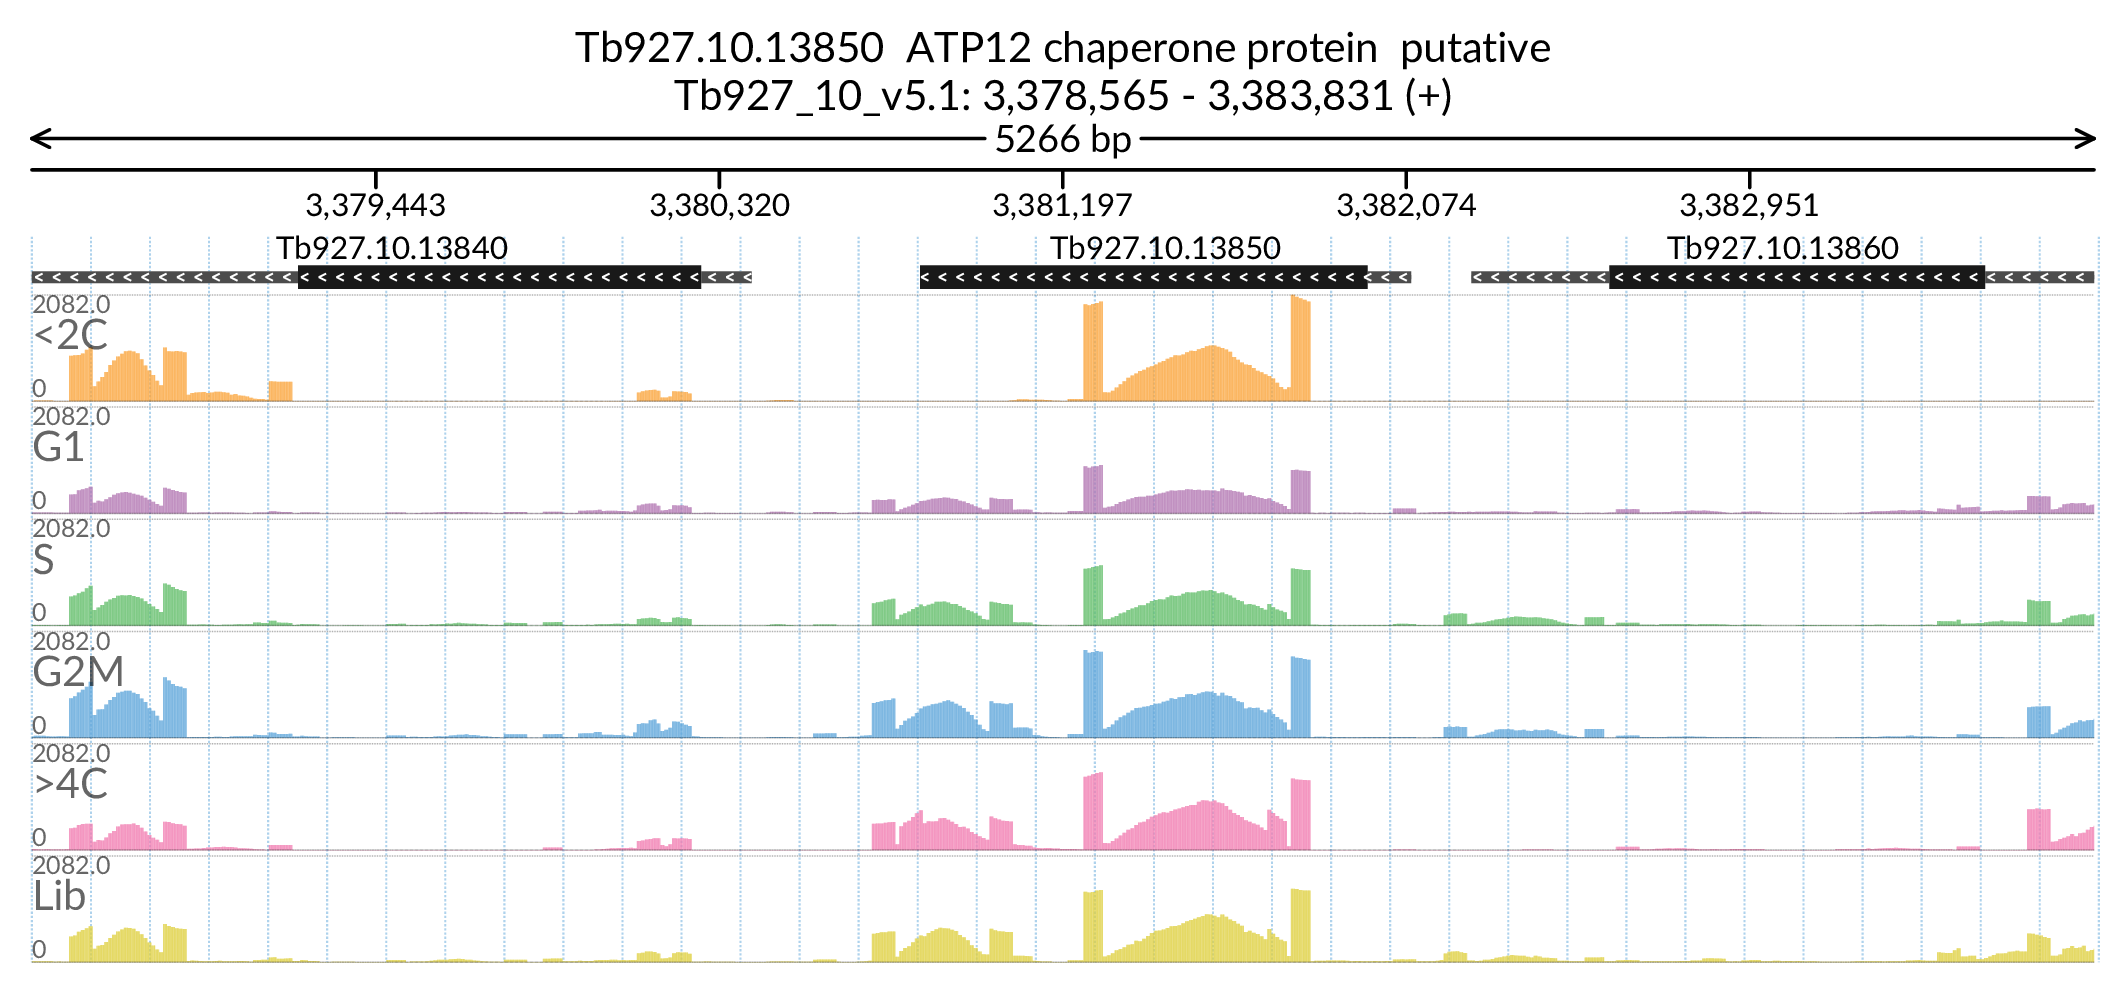 Tb927.10.13850  ATP12 chaperone protein  putative
Tb927_10_v5.1: 3,378,565 - 3,383,831 (+)
5266 bp
3,379,443 3,380,320 3,381,197 3,382,074 3,382,951
Tb927.10.13840 Tb927.10.13850 Tb927.10.13860
2082.0
<2C
0
2082.0
G1
0
2082.0
S
0
2082.0
G2M
0
2082.0
>4C
0
2082.0
Lib
0